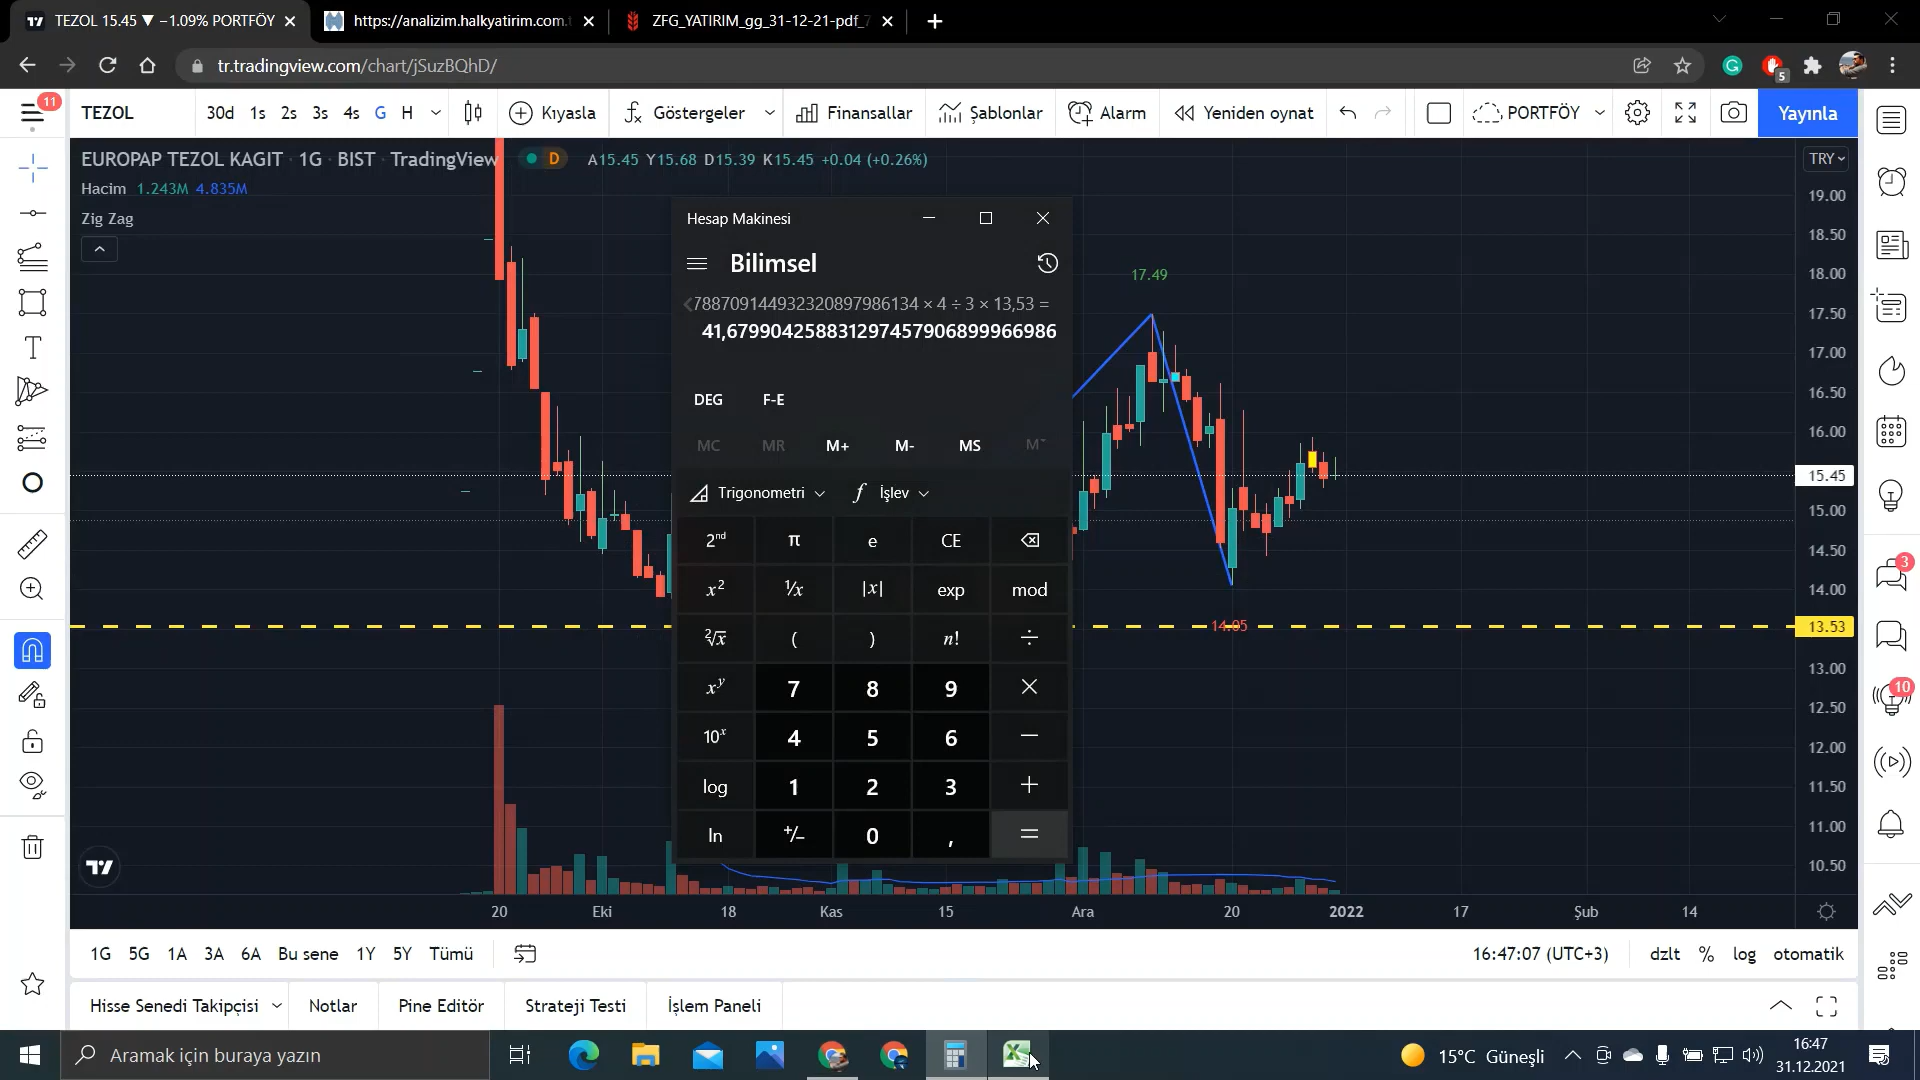 TEZOL 15.45 ▼ −1.09% PORTFÖY
https://analizim.halkyatirim.com.
ZFG_YATIRIM_gg_31-12-21-pdf_
tr.tradingview.com/chart/jSuzBQhD/
5
11
TEZOL 30d 1s 2s 3s 4s G H Kıyasla Göstergeler Finansallar Şablonlar Alarm Yeniden oynat PORTFÖY Yayınla
EUROPAP TEZOL KAGIT · 1G · BIST · TradingView D A15.45 Y15.68 D15.39 K15.45 +0.04 (+0.26%)
TRY
Hacim 1.243M 4.835M
Zig Zag
19.00
18.50
18.00
17.50
17.00
16.50
16.00
15.45
15.00
14.50
14.00
13.53
13.00
12.50
12.00
11.50
11.00
10.50
17.49
14.05
Hesap Makinesi
Bilimsel
788709144932320897986134 × 4 ÷ 3 × 13,53 =
41,679904258831297457906899966986
DEG F-E
MC MR M+ M- MS M˅
Trigonometri f İşlev
2nd π e CE
x² ¹⁄x |x| exp mod
²√x ( ) n! ÷
xʸ 7 8 9 ×
10ˣ 4 5 6 −
log 1 2 3 +
ln +/− 0 , =
20 Eki 18 Kas 15 Ara 20 2022 17 Şub 14
1G 5G 1A 3A 6A Bu sene 1Y 5Y Tümü 16:47:07 (UTC+3) dzlt % log otomatik
Hisse Senedi Takipçisi Notlar Pine Editör Strateji Testi İşlem Paneli
3
10
Aramak için buraya yazın
15°C Güneşli
16:47
31.12.2021